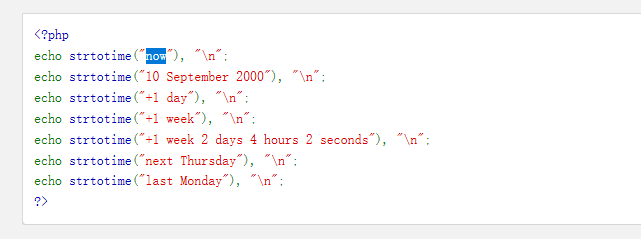 <?php
echo strtotime("now"), "\n";
echo strtotime("10 September 2000"), "\n";
echo strtotime("+1 day"), "\n";
echo strtotime("+1 week"), "\n";
echo strtotime("+1 week 2 days 4 hours 2 seconds"), "\n";
echo strtotime("next Thursday"), "\n";
echo strtotime("last Monday"), "\n";
?>